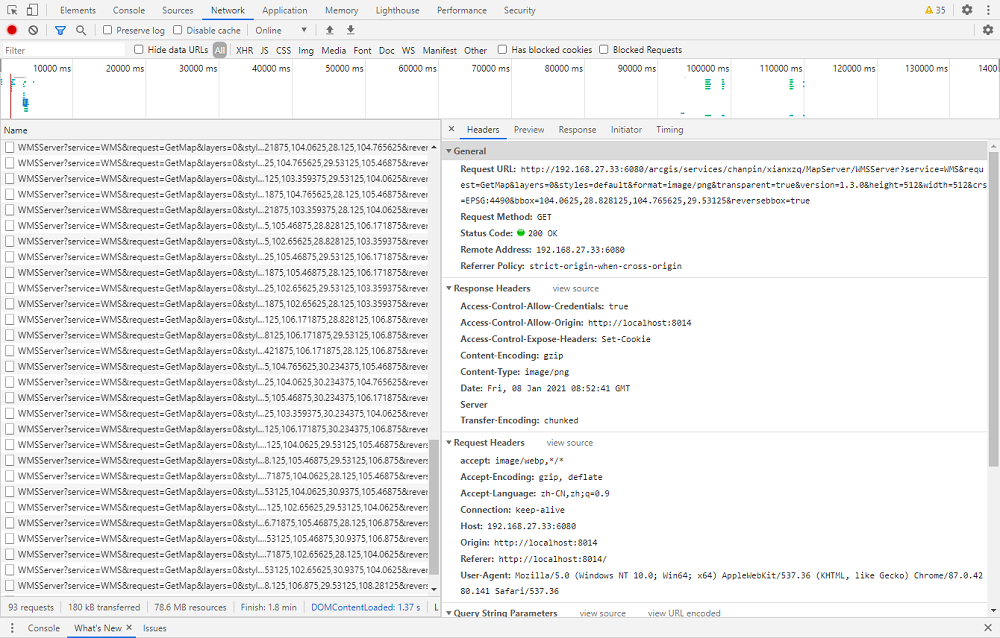 Elements Console Sources Network Application Memory Lighthouse Performance Security 35
Preserve log Disable cache Online
Filter Hide data URLs All XHR JS CSS Img Media Font Doc WS Manifest Other Has blocked cookies Blocked Requests
10000 ms 20000 ms 30000 ms 40000 ms 50000 ms 60000 ms 70000 ms 80000 ms 90000 ms 100000 ms 110000 ms 120000 ms 130000 ms 1400
Name
WMSServer?service=WMS&request=GetMap&layers=0&styl...21875,104.0625,28.125,104.765625&rever
WMSServer?service=WMS&request=GetMap&layers=0&styl...25,104.765625,29.53125,105.46875&rever
WMSServer?service=WMS&request=GetMap&layers=0&styl...125,103.359375,29.53125,104.0625&rever
WMSServer?service=WMS&request=GetMap&layers=0&styl...1875,104.765625,28.125,105.46875&rever
WMSServer?service=WMS&request=GetMap&layers=0&styl...21875,103.359375,28.125,104.0625&rever
WMSServer?service=WMS&request=GetMap&layers=0&styl...5,105.46875,28.828125,106.171875&rever
WMSServer?service=WMS&request=GetMap&layers=0&styl...5,102.65625,28.828125,103.359375&rever
WMSServer?service=WMS&request=GetMap&layers=0&styl...25,105.46875,29.53125,106.171875&rever
WMSServer?service=WMS&request=GetMap&layers=0&styl...1875,105.46875,28.125,106.171875&rever
WMSServer?service=WMS&request=GetMap&layers=0&styl...25,102.65625,29.53125,103.359375&rever
WMSServer?service=WMS&request=GetMap&layers=0&styl...1875,102.65625,28.125,103.359375&rever
WMSServer?service=WMS&request=GetMap&layers=0&styl...125,106.171875,28.828125,106.875&rever
WMSServer?service=WMS&request=GetMap&layers=0&styl...8125,106.171875,29.53125,106.875&rever
WMSServer?service=WMS&request=GetMap&layers=0&styl...421875,106.171875,28.125,106.875&rever
WMSServer?service=WMS&request=GetMap&layers=0&styl...5,104.765625,30.234375,105.46875&rever
WMSServer?service=WMS&request=GetMap&layers=0&styl...25,104.0625,30.234375,104.765625&rever
WMSServer?service=WMS&request=GetMap&layers=0&styl...5,105.46875,30.234375,106.171875&rever
WMSServer?service=WMS&request=GetMap&layers=0&styl...25,103.359375,30.234375,104.0625&rever
WMSServer?service=WMS&request=GetMap&layers=0&styl...125,106.171875,30.234375,106.875&rever
WMSServer?service=WMS&request=GetMap&layers=0&styl....125,104.0625,29.53125,105.46875&revers
WMSServer?service=WMS&request=GetMap&layers=0&styl...8.125,105.46875,29.53125,106.875&revers
WMSServer?service=WMS&request=GetMap&layers=0&styl....71875,104.0625,28.125,105.46875&revers
WMSServer?service=WMS&request=GetMap&layers=0&styl...53125,104.0625,30.9375,105.46875&revers
WMSServer?service=WMS&request=GetMap&layers=0&styl....125,102.65625,29.53125,104.0625&revers
WMSServer?service=WMS&request=GetMap&layers=0&styl...6.71875,105.46875,28.125,106.875&revers
WMSServer?service=WMS&request=GetMap&layers=0&styl...53125,105.46875,30.9375,106.875&revers
WMSServer?service=WMS&request=GetMap&layers=0&styl....71875,102.65625,28.125,104.0625&revers
WMSServer?service=WMS&request=GetMap&layers=0&styl...53125,102.65625,30.9375,104.0625&revers
WMSServer?service=WMS&request=GetMap&layers=0&styl...8.125,106.875,29.53125,108.28125&revers
93 requests 180 kB transferred 78.6 MB resources Finish: 1.8 min DOMContentLoaded: 1.37 s L
Headers Preview Response Initiator Timing
General
Request URL: http://192.168.27.33:6080/arcgis/services/chanpin/xianxzq/MapServer/WMSServer?service=WMS&req
uest=GetMap&layers=0&styles=default&format=image/png&transparent=true&version=1.3.0&height=512&width=512&crs
=EPSG:4490&bbox=104.0625,28.828125,104.765625,29.53125&reversebbox=true
Request Method: GET
Status Code: 200 OK
Remote Address: 192.168.27.33:6080
Referrer Policy: strict-origin-when-cross-origin
Response Headers view source
Access-Control-Allow-Credentials: true
Access-Control-Allow-Origin: http://localhost:8014
Access-Control-Expose-Headers: Set-Cookie
Content-Encoding: gzip
Content-Type: image/png
Date: Fri, 08 Jan 2021 08:52:41 GMT
Server
Transfer-Encoding: chunked
Request Headers view source
accept: image/webp,*/*
Accept-Encoding: gzip, deflate
Accept-Language: zh-CN,zh;q=0.9
Connection: keep-alive
Host: 192.168.27.33:6080
Origin: http://localhost:8014
Referer: http://localhost:8014/
User-Agent: Mozilla/5.0 (Windows NT 10.0; Win64; x64) AppleWebKit/537.36 (KHTML, like Gecko) Chrome/87.0.42
80.141 Safari/537.36
Query String Parameters view source view URL encoded
Console What's New Issues